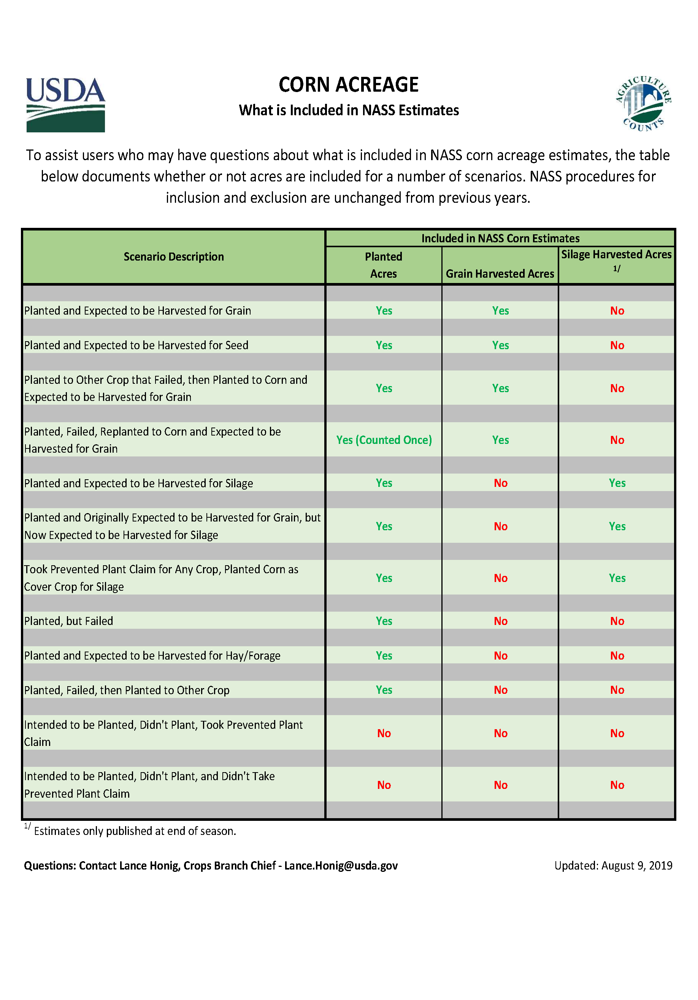 USDA
CORN ACREAGE
What is Included in NASS Estimates
AGRICULTURE
COUNTS
To assist users who may have questions about what is included in NASS corn acreage estimates, the table
below documents whether or not acres are included for a number of scenarios. NASS procedures for
inclusion and exclusion are unchanged from previous years.
Scenario Description
Included in NASS Corn Estimates
Planted
Acres
Grain Harvested Acres
Silage Harvested Acres
1/
Planted and Expected to be Harvested for Grain Yes Yes No
Planted and Expected to be Harvested for Seed Yes Yes No
Planted to Other Crop that Failed, then Planted to Corn and
Expected to be Harvested for Grain
Yes Yes No
Planted, Failed, Replanted to Corn and Expected to be
Harvested for Grain
Yes (Counted Once) Yes No
Planted and Expected to be Harvested for Silage Yes No Yes
Planted and Originally Expected to be Harvested for Grain, but
Now Expected to be Harvested for Silage
Yes No Yes
Took Prevented Plant Claim for Any Crop, Planted Corn as
Cover Crop for Silage
Yes No Yes
Planted, but Failed Yes No No
Planted and Expected to be Harvested for Hay/Forage Yes No No
Planted, Failed, then Planted to Other Crop Yes No No
Intended to be Planted, Didn't Plant, Took Prevented Plant
Claim
No No No
Intended to be Planted, Didn't Plant, and Didn't Take
Prevented Plant Claim
No No No
1/ Estimates only published at end of season.
Questions: Contact Lance Honig, Crops Branch Chief - Lance.Honig@usda.gov Updated: August 9, 2019